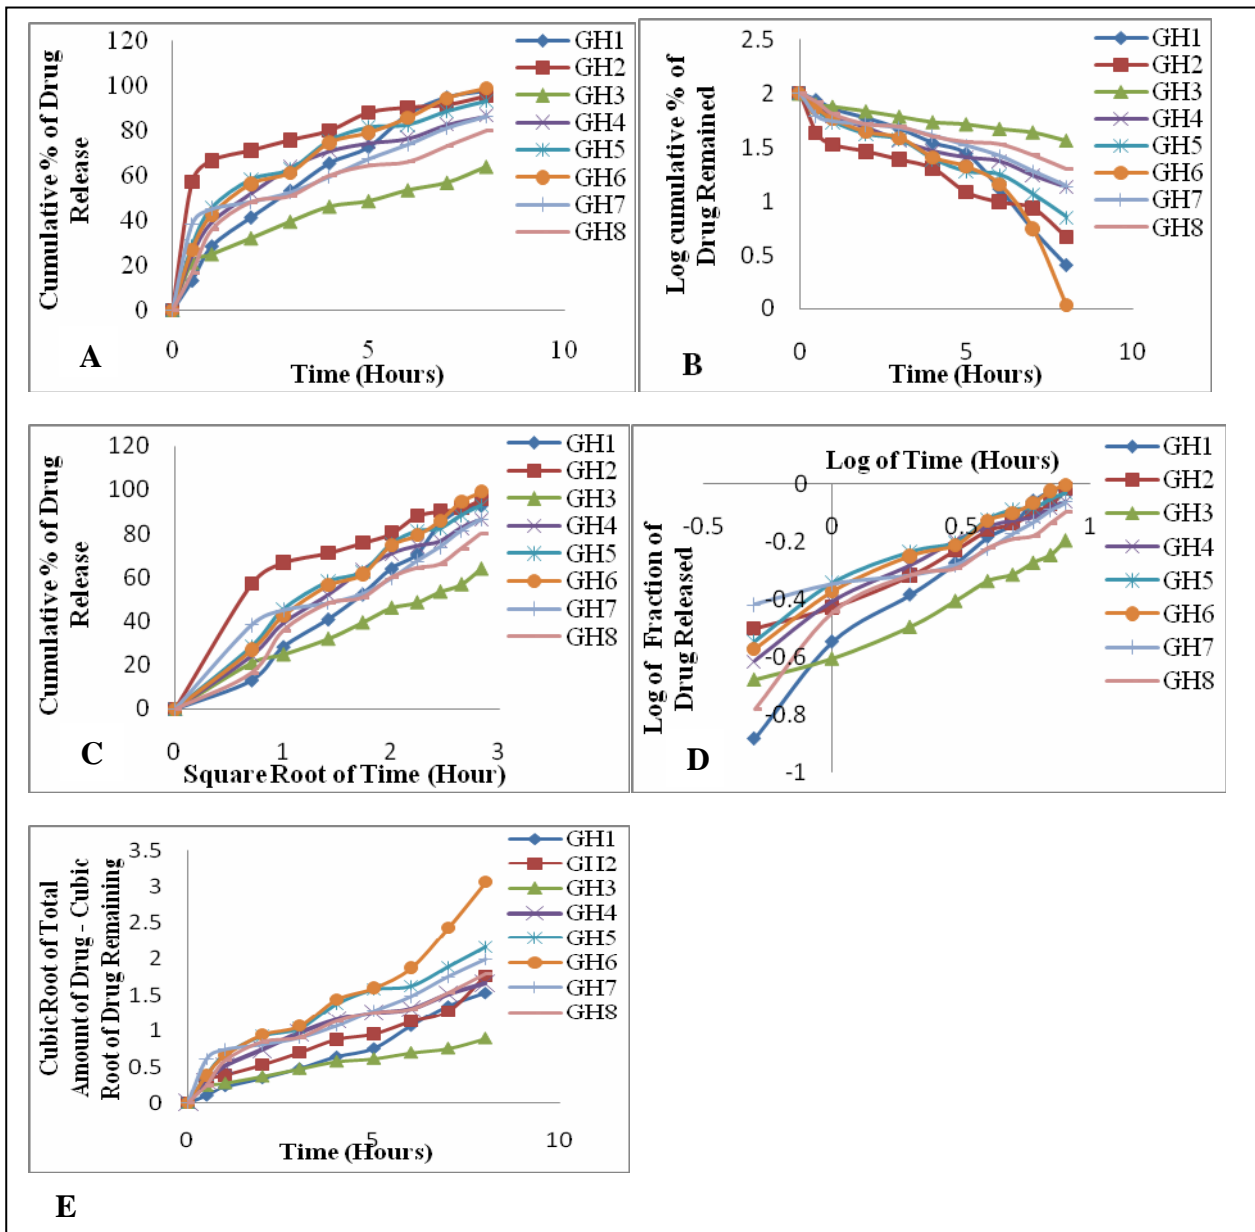 120
100
80
60
40
20
0
0
5
10
Cumulative % of Drug
Release
Time (Hours)
A
GH1
GH2
GH3
GH4
GH5
GH6
GH7
GH8
2.5
2
1.5
1
0.5
0
0
5
10
Log cumulative % of
Drug Remained
Time (Hours)
B
GH1
GH2
GH3
GH4
GH5
GH6
GH7
GH8
120
100
80
60
40
20
0
0
1
2
3
Cumulative % of Drug
Release
Square Root of Time (Hour)
C
GH1
GH2
GH3
GH4
GH5
GH6
GH7
GH8
Log of Time (Hours)
-0.5
0
0.5
1
0
-0.2
-0.4
-0.6
-0.8
-1
Log of Fraction of
Drug Released
D
GH1
GH2
GH3
GH4
GH5
GH6
GH7
GH8
3.5
3
2.5
2
1.5
1
0.5
0
0
5
10
Cubic Root of Total
Amount of Drug - Cubic
Root of Drug Remaining
Time (Hours)
E
GH1
GH2
GH3
GH4
GH5
GH6
GH7
GH8